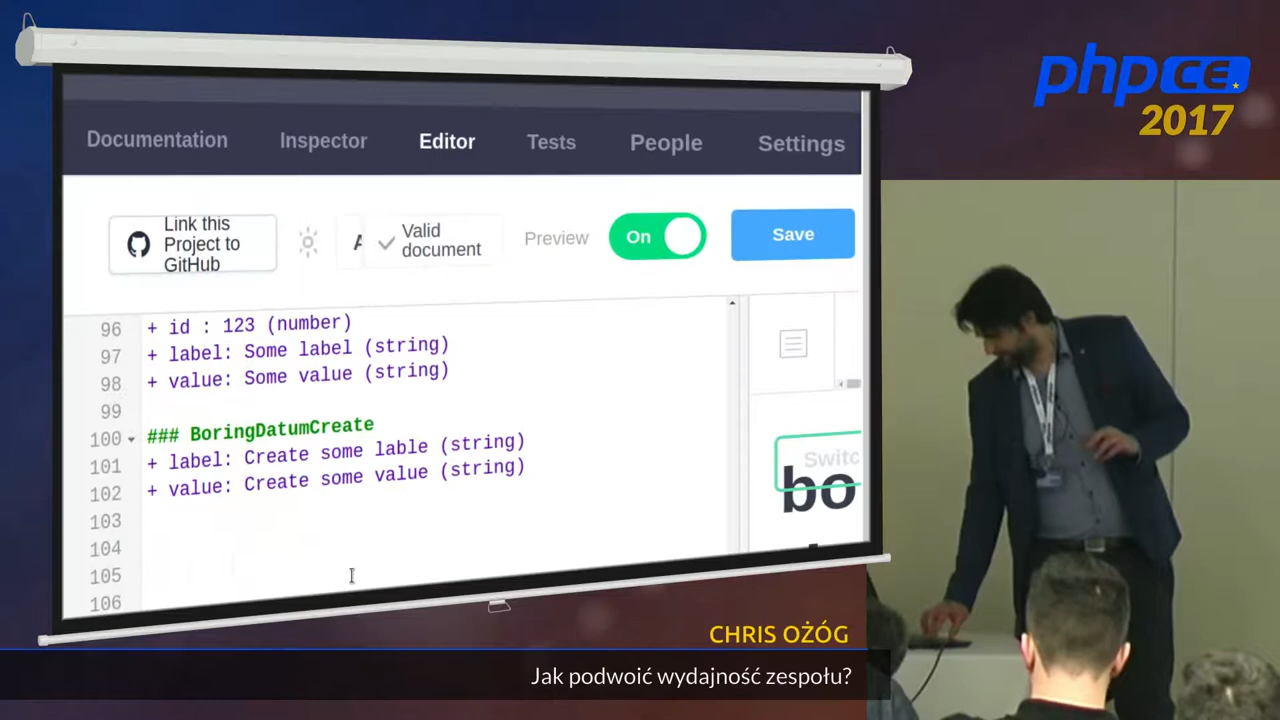 php CE
2017
Documentation Inspector Editor Tests People Settings
Link this
Project to
GitHub
A
Valid
document
Preview
On
Save
96 + id : 123 (number)
97 + label: Some label (string)
98 + value: Some value (string)
99
100 ### BoringDatumCreate
101 + label: Create some lable (string)
102 + value: Create some value (string)
103
104
105
106
Switc
bo
CHRIS OŻÓG
Jak podwoić wydajność zespołu?